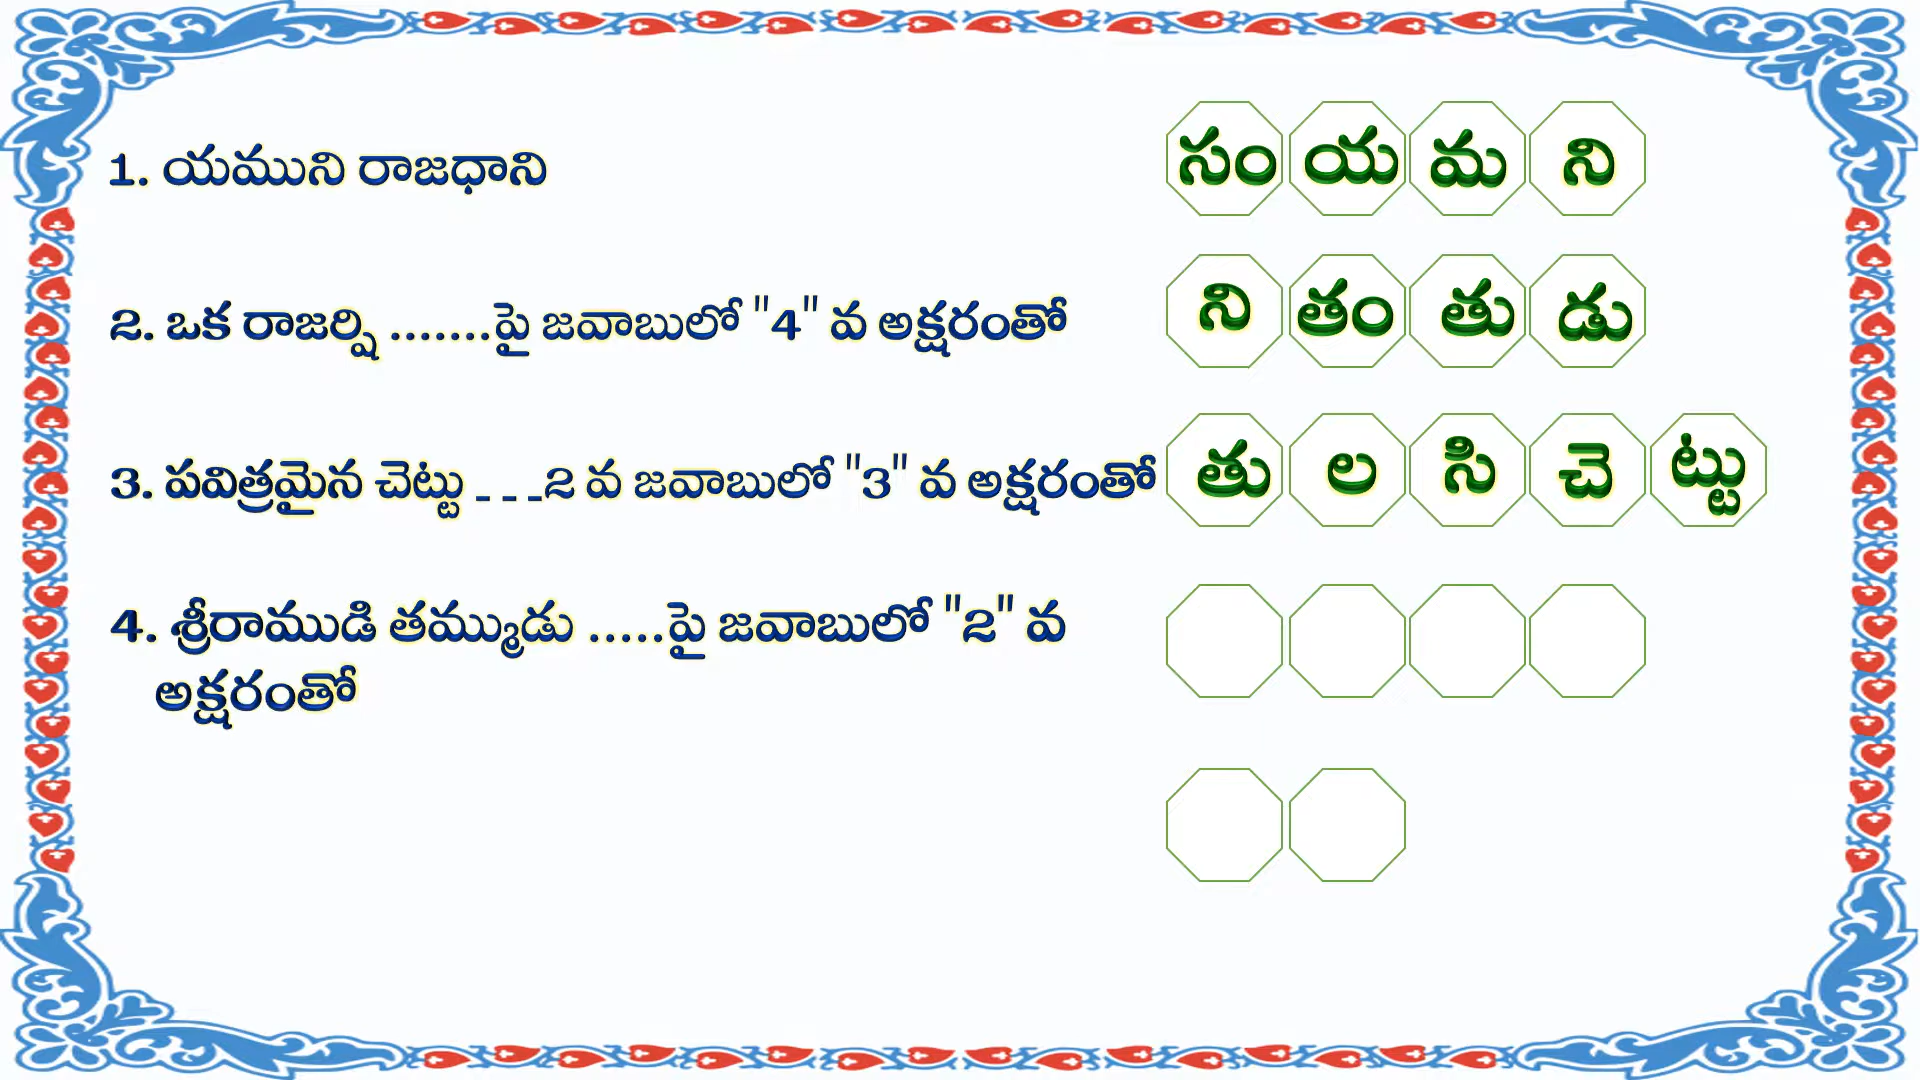 1. యముని రాజధాని
సం య మ ని
2. ఒక రాజర్షి .......పై జవాబులో "4" వ అక్షరంతో
ని తం తు డు
3. పవిత్రమైన చెట్టు - - -2 వ జవాబులో "3" వ అక్షరంతో
తు ల సి చె ట్టు
4. శ్రీరాముడి తమ్ముడు .....పై జవాబులో "2" వ
అక్షరంతో